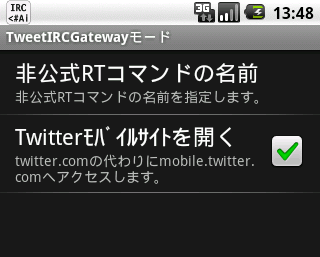 IRC
<#Ai
3G
13:48
TweetIRCGatewayモード
非公式RTコマンドの名前
非公式RTコマンドの名前を指定します。
Twitterﾓﾊﾞｲﾙｻｲﾄを開く
twitter.comの代わりにmobile.twitter.
comへアクセスします。